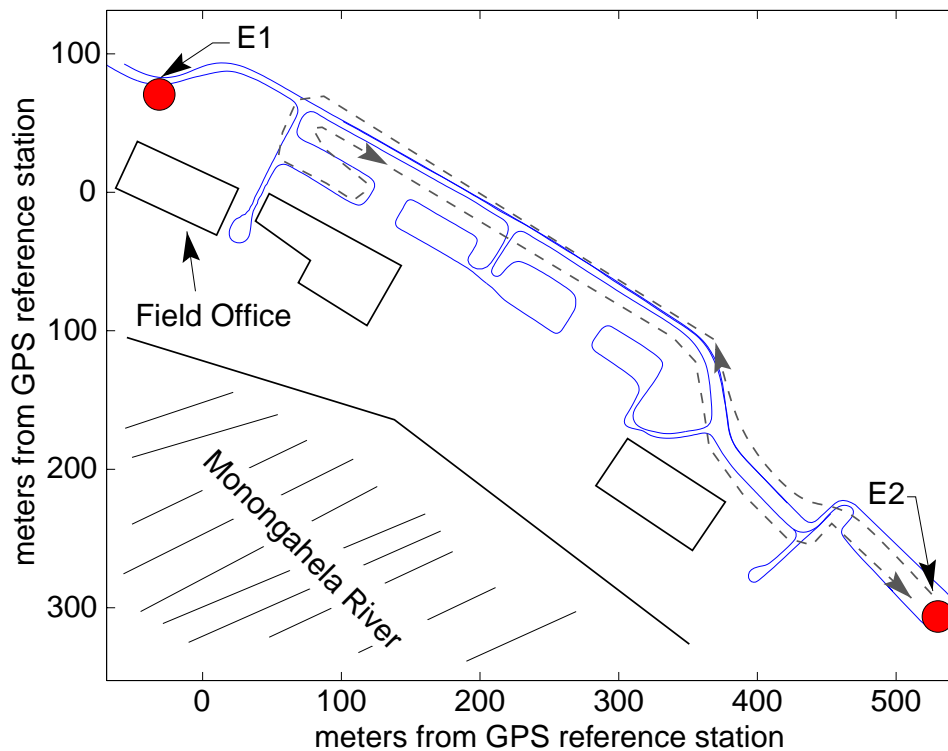 E1
100
0
100
200
300
meters from GPS reference station
Field Office
Monongahela River
E2
0
100
200
300
400
500
meters from GPS reference station